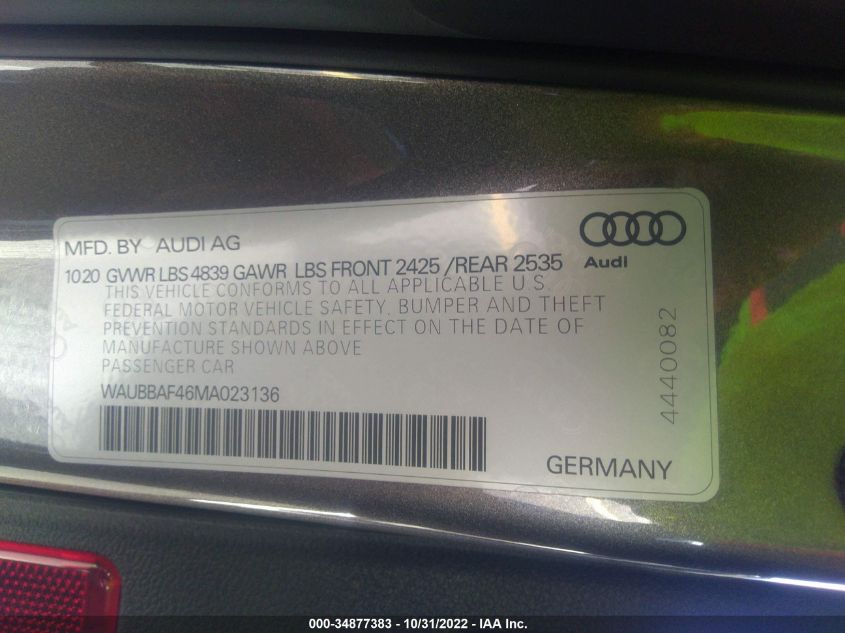 MFD. BY AUDI AG
Audi
1020 GVWR LBS 4839 GAWR LBS FRONT 2425 /REAR 2535
THIS VEHICLE CONFORMS TO ALL APPLICABLE U.S.
FEDERAL MOTOR VEHICLE SAFETY, BUMPER AND THEFT
PREVENTION STANDARDS IN EFFECT ON THE DATE OF
MANUFACTURE SHOWN ABOVE
PASSENGER CAR
WAUBBAF46MA023136
4440082
GERMANY
000-34877383 - 10/31/2022 - IAA Inc.